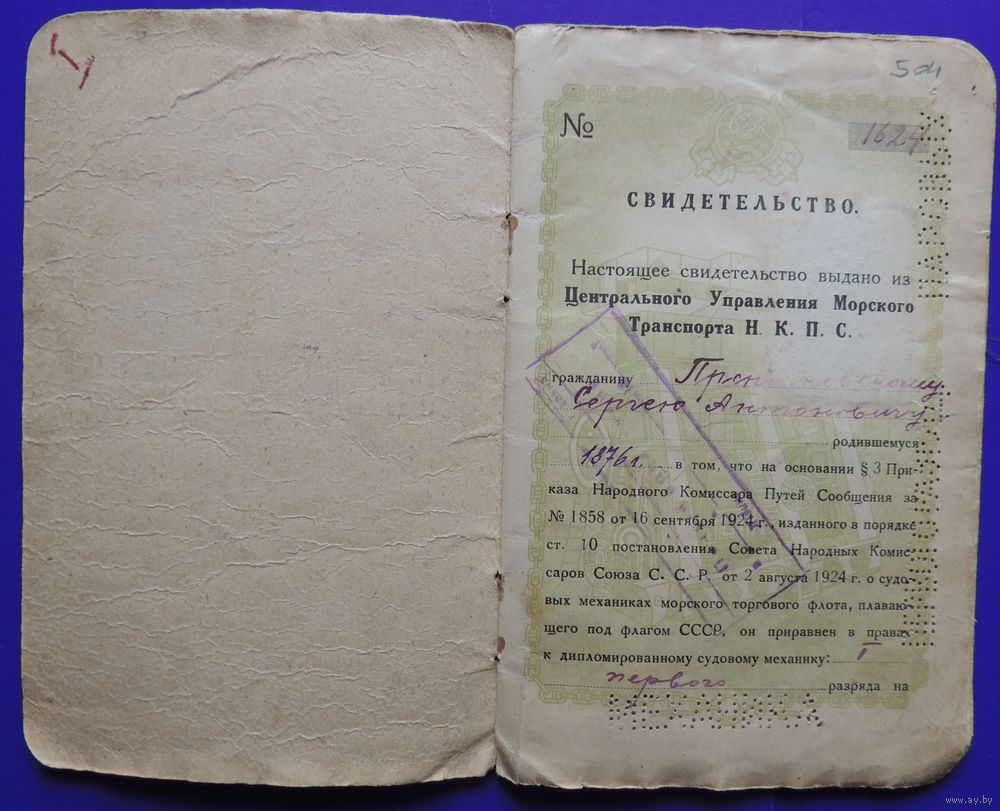 № 1627
СВИДЕТЕЛЬСТВО.
Настоящее свидетельство выдано из
Центрального Управления Морского
Транспорта Н. К. П. С.
гражданину
Сергею Антоновичу
родившемуся
1876 г. в том, что на основании § 3 При-
каза Народного Комиссара Путей Сообщения за
№ 1858 от 16 сентября 1924 г., изданного в порядке
ст. 10 постановления Совета Народных Комис-
саров Союза С. С. Р. от 2 августа 1924 г. о судо-
вых механиках морского торгового флота, плаваю-
щего под флагом СССР, он приравнен в правах
к дипломированному судовому механику: I
первого разряда на
МЕХАНИКА
www.ay.by